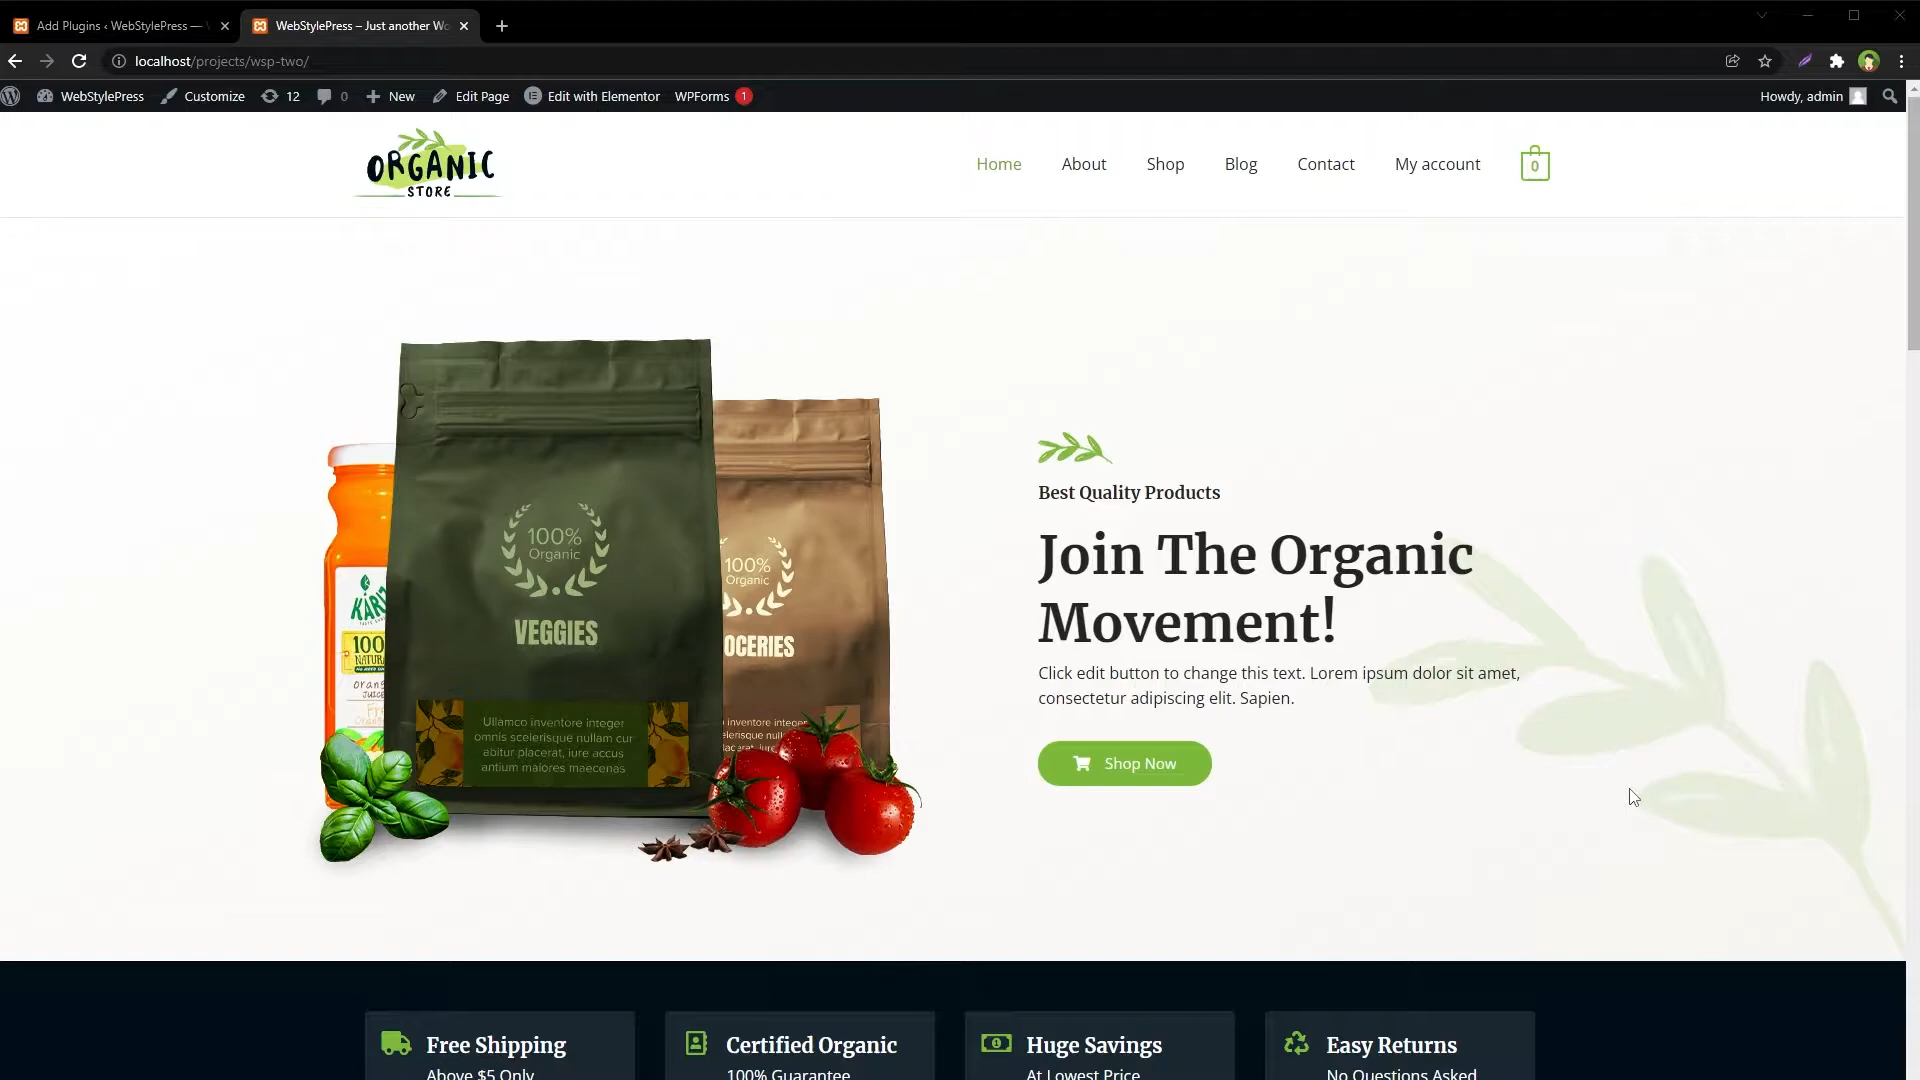 Add Plugins ‹ WebStylePress —
WebStylePress – Just another Wo
localhost/projects/wsp-two/
WebStylePress
Customize
12
0
New
Edit Page
Edit with Elementor
WPForms
1
Howdy, admin
ORGANIC
STORE
Home
About
Shop
Blog
Contact
My account
0
100%
Organic
VEGGIES
Ullamco inventore integer
omnis scelerisque nullam cur
abitur placerat, iure accus
antium maiores maecenas
100%
Organic
OCERIES
inventore integer
100
Best Quality Products
Join The Organic
Movement!
Click edit button to change this text. Lorem ipsum dolor sit amet,
consectetur adipiscing elit. Sapien.
Shop Now
Free Shipping
Above $5 Only
Certified Organic
100% Guarantee
Huge Savings
At Lowest Price
Easy Returns
No Questions Asked